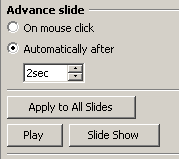 Advance slide
On mouse click
Automatically after
2sec
Apply to All Slides
Play Slide Show